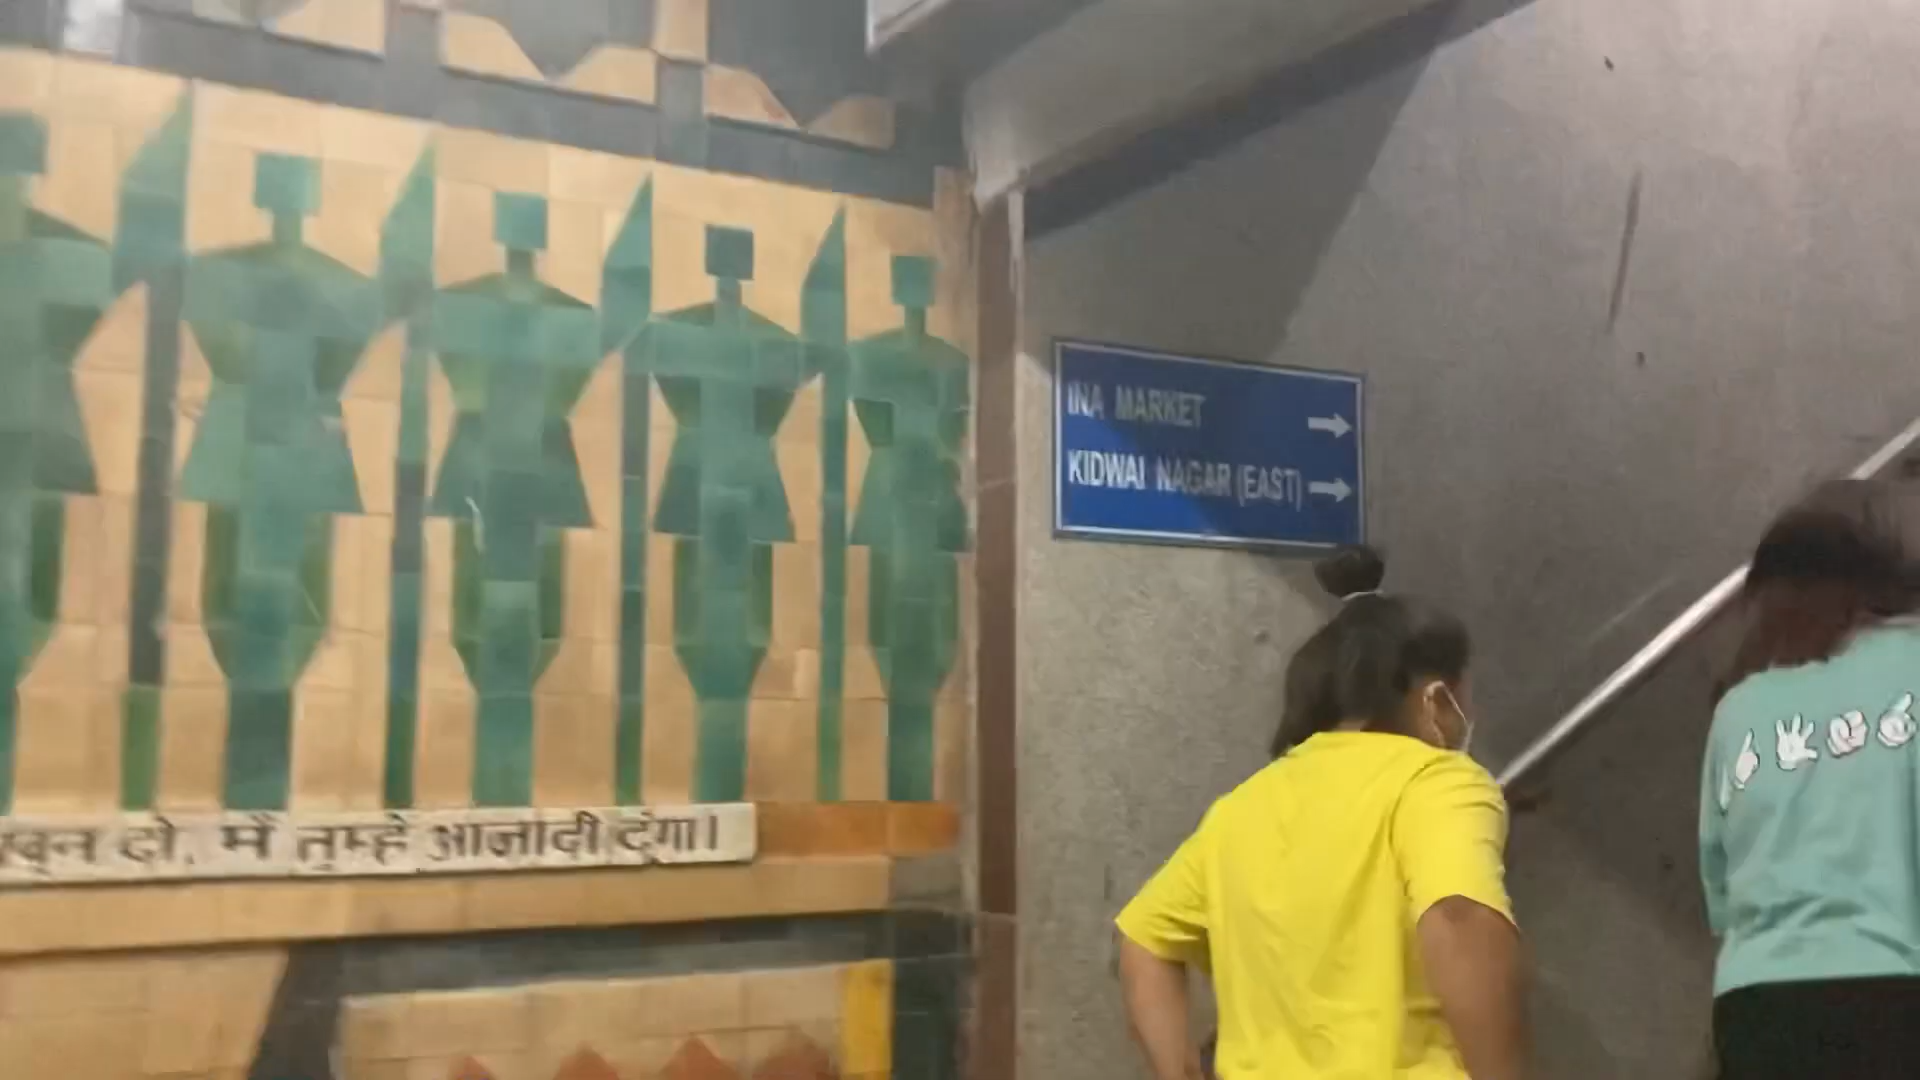 खून दो, मैं तुम्हे आज़ादी दूंगा।
INA MARKET
KIDWAI NAGAR (EAST)